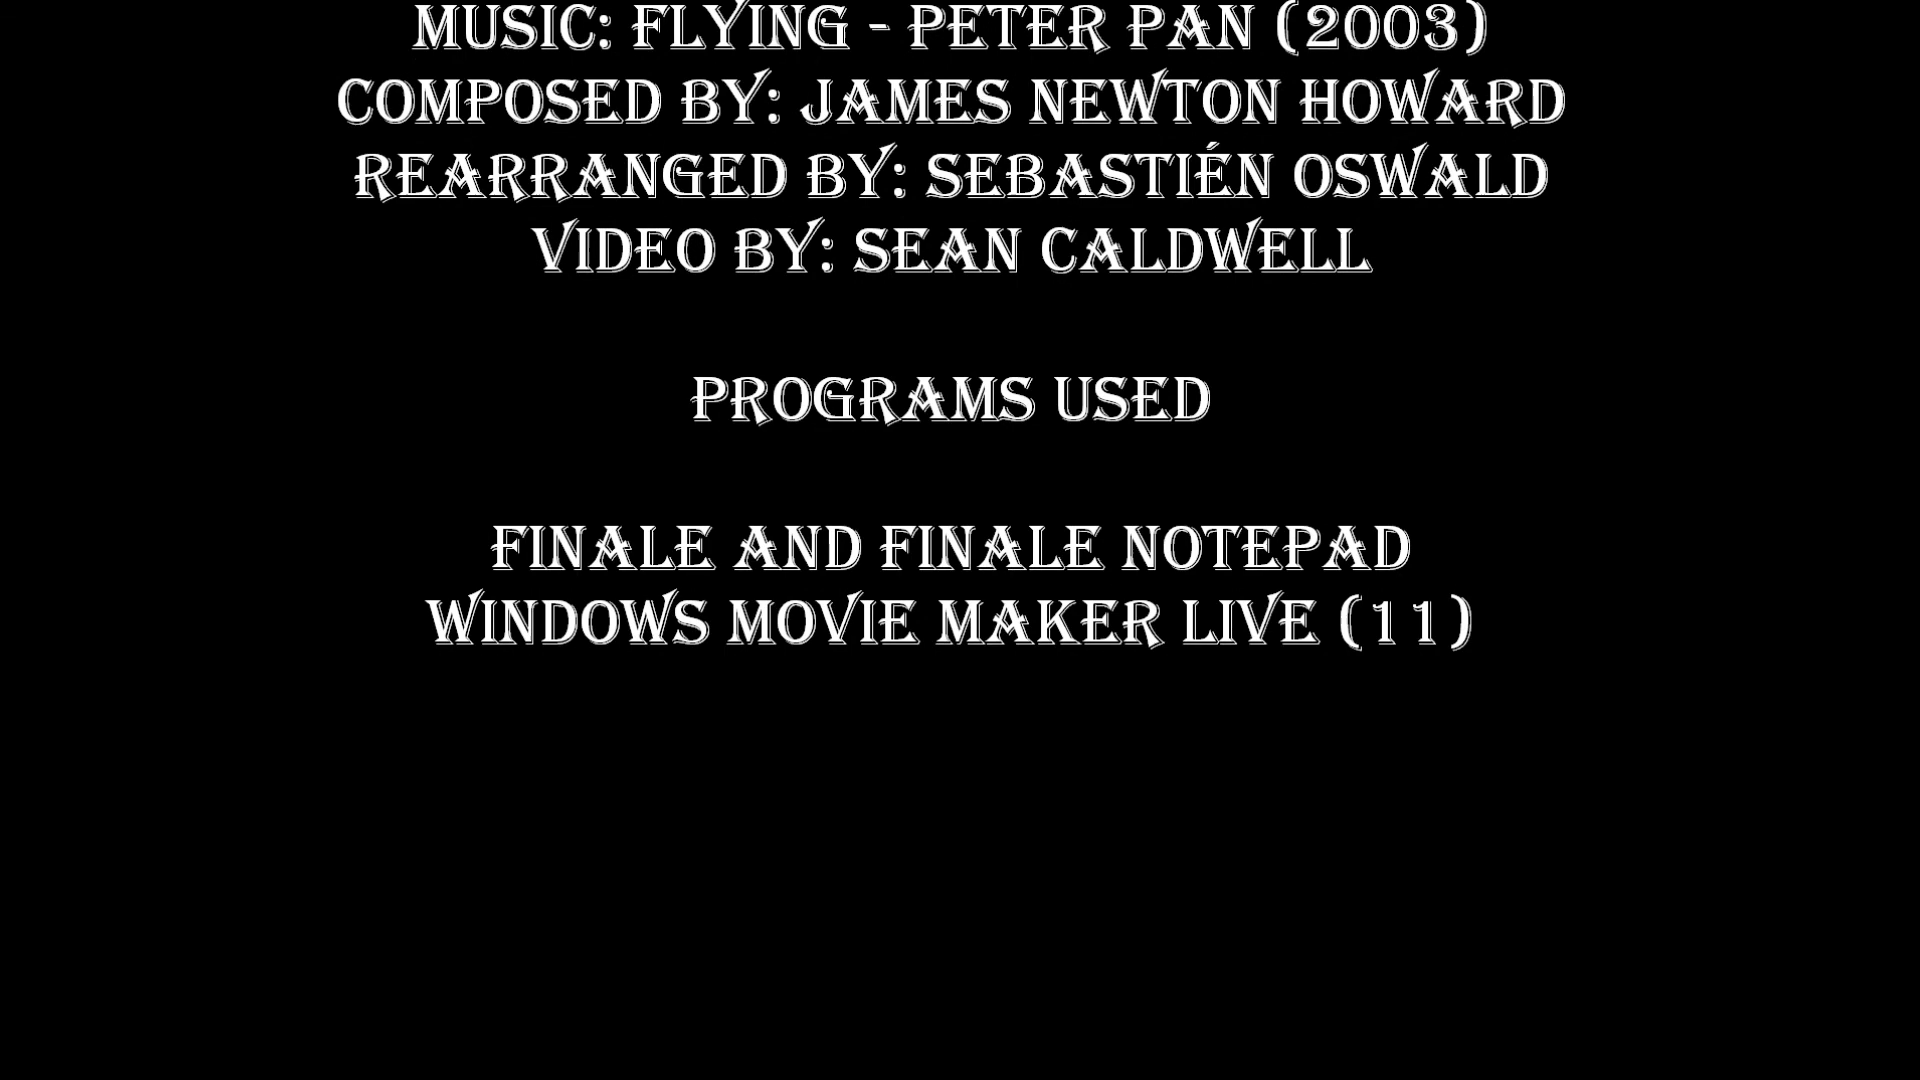 MUSIC: FLYING - PETER PAN (2003)
COMPOSED BY: JAMES NEWTON HOWARD
REARRANGED BY: SEBASTIÉN OSWALD
VIDEO BY: SEAN CALDWELL
PROGRAMS USED
FINALE AND FINALE NOTEPAD
WINDOWS MOVIE MAKER LIVE (11)